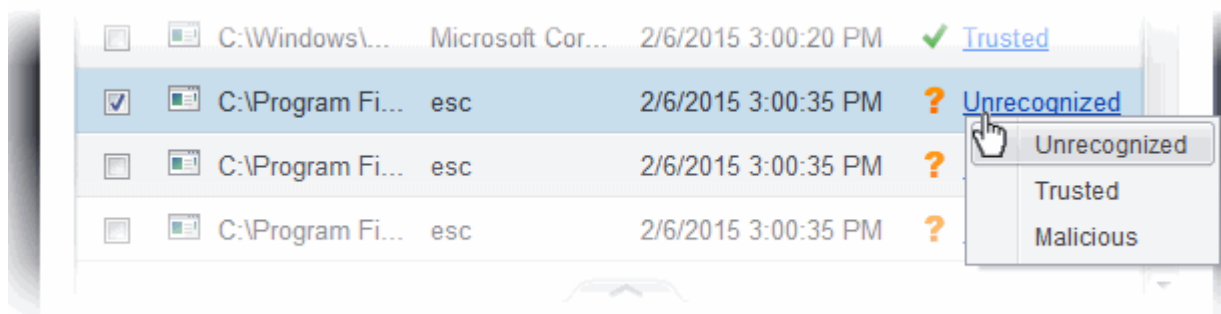 C:\Windows\... Microsoft Cor... 2/6/2015 3:00:20 PM Trusted
C:\Program Fi... esc 2/6/2015 3:00:35 PM ? Unrecognized
Unrecognized
C:\Program Fi... esc 2/6/2015 3:00:35 PM ?
Trusted
C:\Program Fi... esc 2/6/2015 3:00:35 PM ?
Malicious